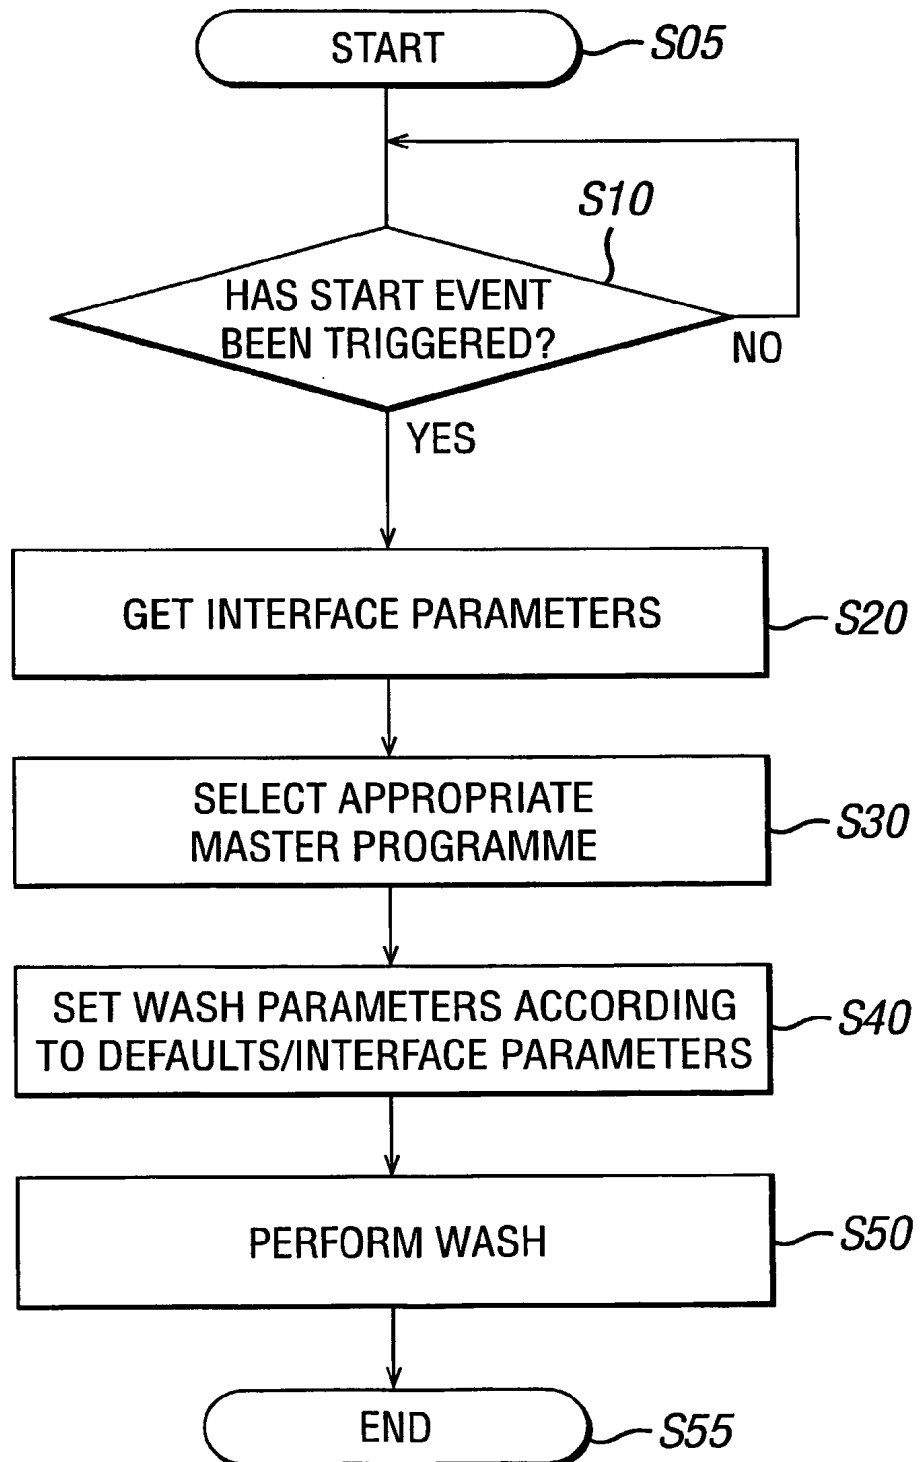 START
S05
S10
HAS START EVENT
BEEN TRIGGERED?
NO
YES
GET INTERFACE PARAMETERS
S20
SELECT APPROPRIATE
MASTER PROGRAMME
S30
SET WASH PARAMETERS ACCORDING
TO DEFAULTS/INTERFACE PARAMETERS
S40
PERFORM WASH
S50
END
S55